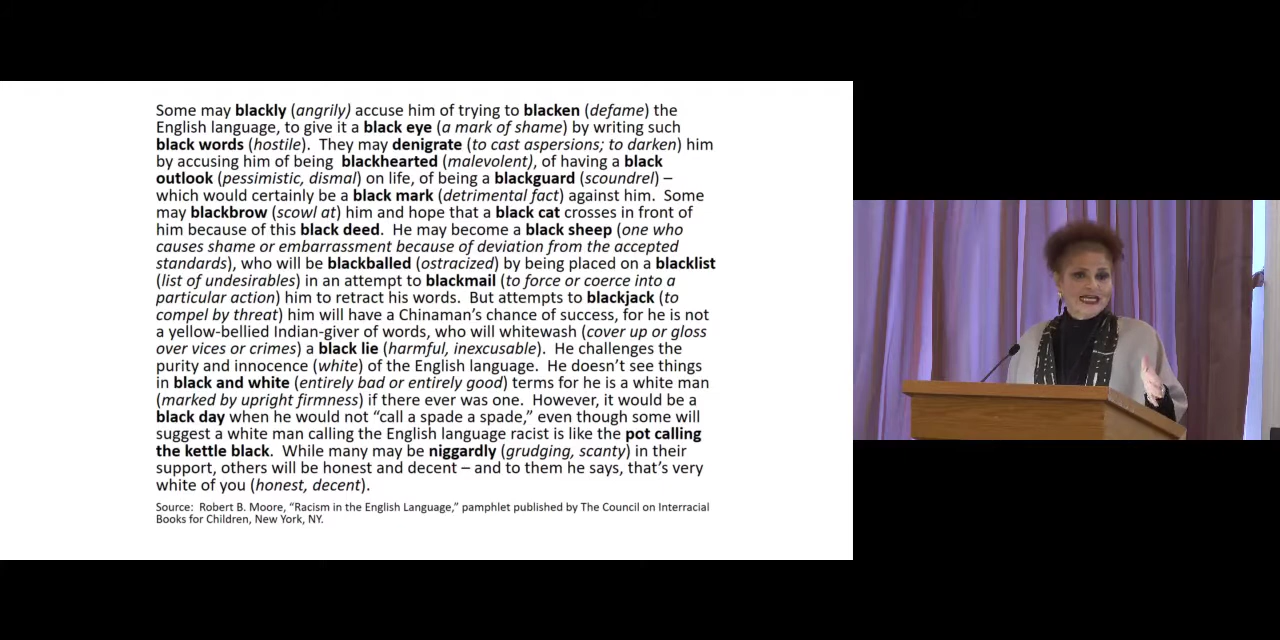 Some may blackly (angrily) accuse him of trying to blacken (defame) the
English language, to give it a black eye (a mark of shame) by writing such
black words (hostile). They may denigrate (to cast aspersions; to darken) him
by accusing him of being blackhearted (malevolent), of having a black
outlook (pessimistic, dismal) on life, of being a blackguard (scoundrel) –
which would certainly be a black mark (detrimental fact) against him. Some
may blackbrow (scowl at) him and hope that a black cat crosses in front of
him because of this black deed. He may become a black sheep (one who
causes shame or embarrassment because of deviation from the accepted
standards), who will be blackballed (ostracized) by being placed on a blacklist
(list of undesirables) in an attempt to blackmail (to force or coerce into a
particular action) him to retract his words. But attempts to blackjack (to
compel by threat) him will have a Chinaman's chance of success, for he is not
a yellow-bellied Indian-giver of words, who will whitewash (cover up or gloss
over vices or crimes) a black lie (harmful, inexcusable). He challenges the
purity and innocence (white) of the English language. He doesn't see things
in black and white (entirely bad or entirely good) terms for he is a white man
(marked by upright firmness) if there ever was one. However, it would be a
black day when he would not “call a spade a spade,” even though some will
suggest a white man calling the English language racist is like the pot calling
the kettle black. While many may be niggardly (grudging, scanty) in their
support, others will be honest and decent – and to them he says, that's very
white of you (honest, decent).
Source: Robert B. Moore, “Racism in the English Language,” pamphlet published by The Council on Interracial
Books for Children, New York, NY.